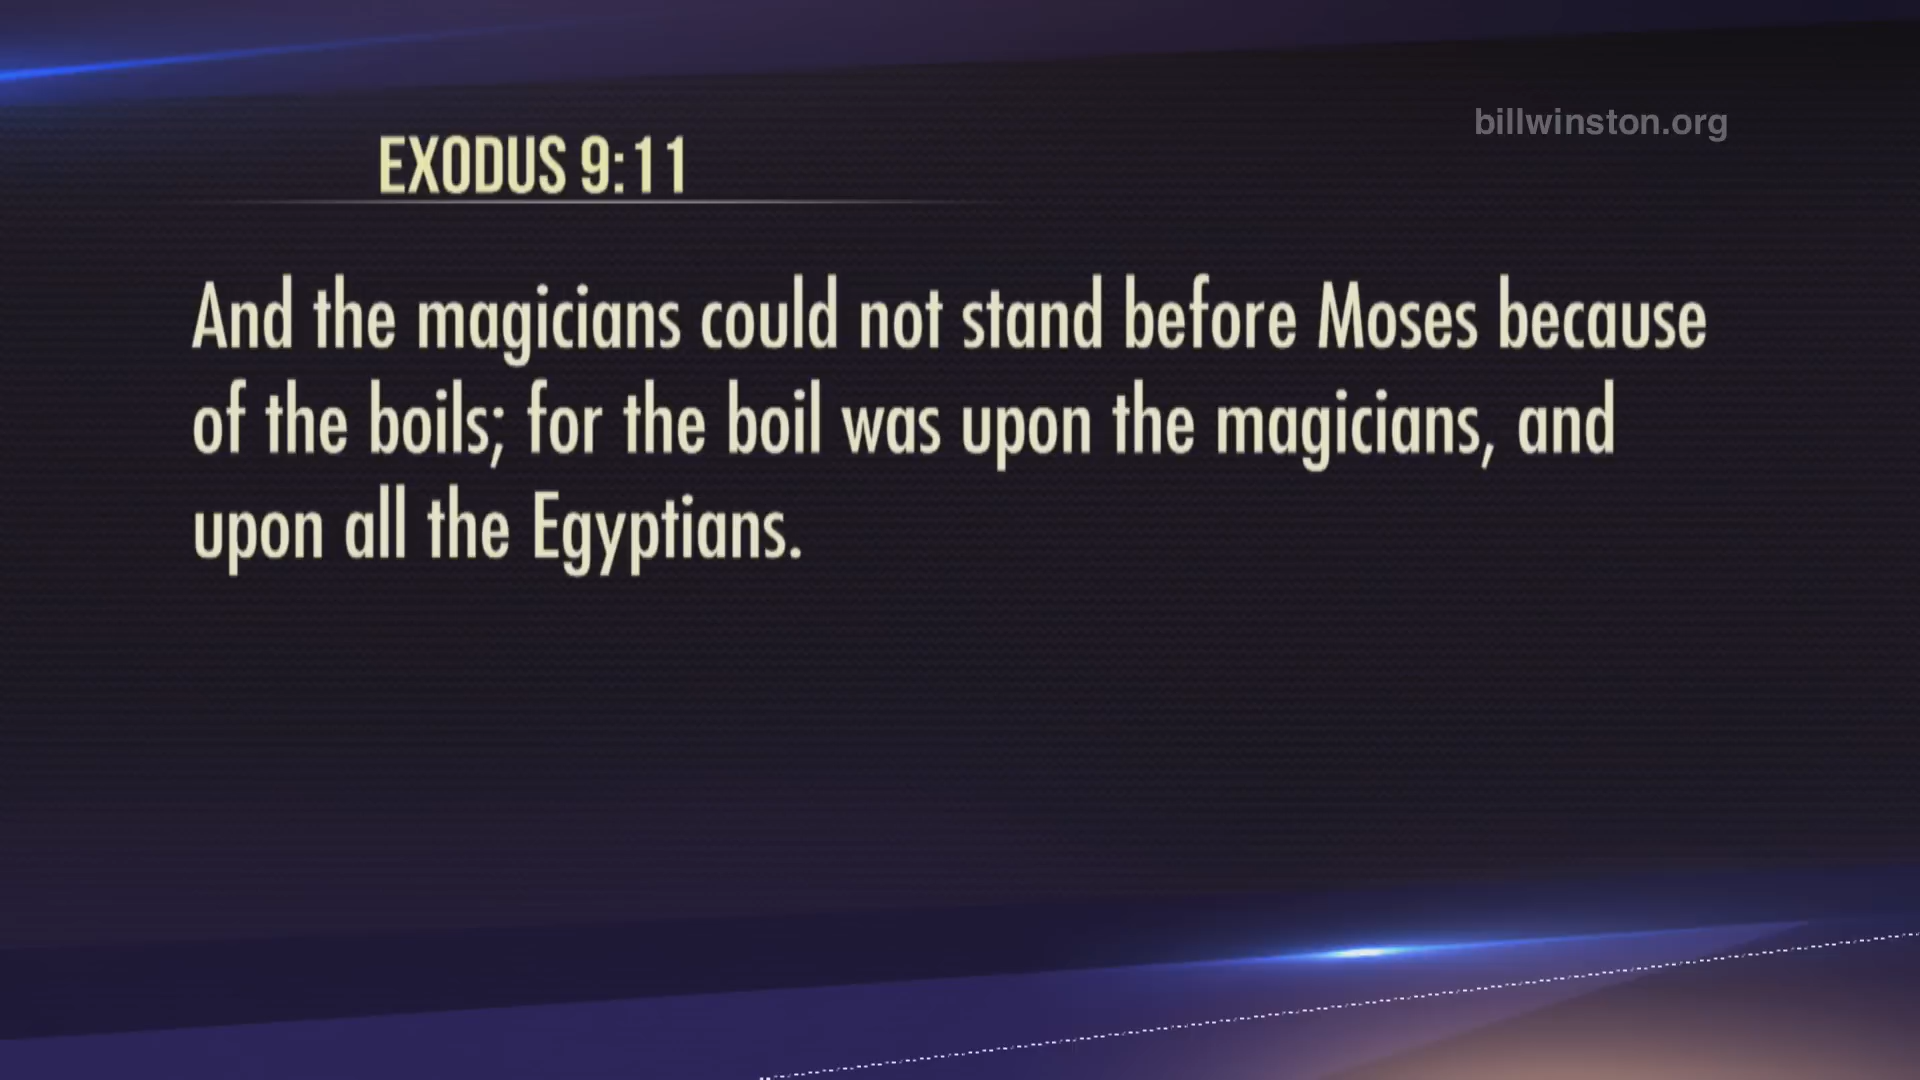 billwinston.org
EXODUS 9:11
And the magicians could not stand before Moses because
of the boils; for the boil was upon the magicians, and
upon all the Egyptians.